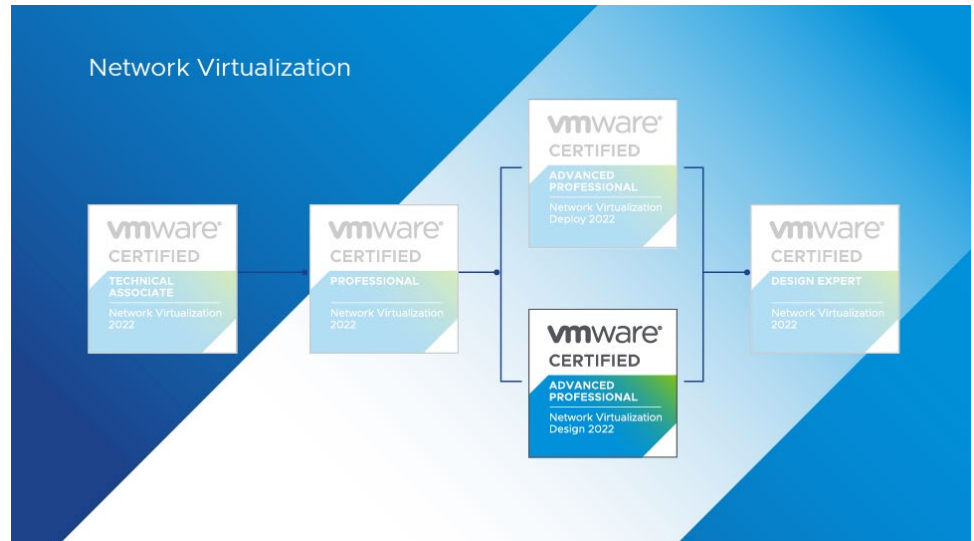 Network Virtualization
vmware®
CERTIFIED
TECHNICAL
ASSOCIATE
Network Virtualization
2022
vmware®
CERTIFIED
PROFESSIONAL
Network Virtualization
2022
vmware®
CERTIFIED
ADVANCED
PROFESSIONAL
Network Virtualization
Deploy 2022
vmware®
CERTIFIED
ADVANCED
PROFESSIONAL
Network Virtualization
Design 2022
vmware®
CERTIFIED
DESIGN EXPERT
Network Virtualization
2022